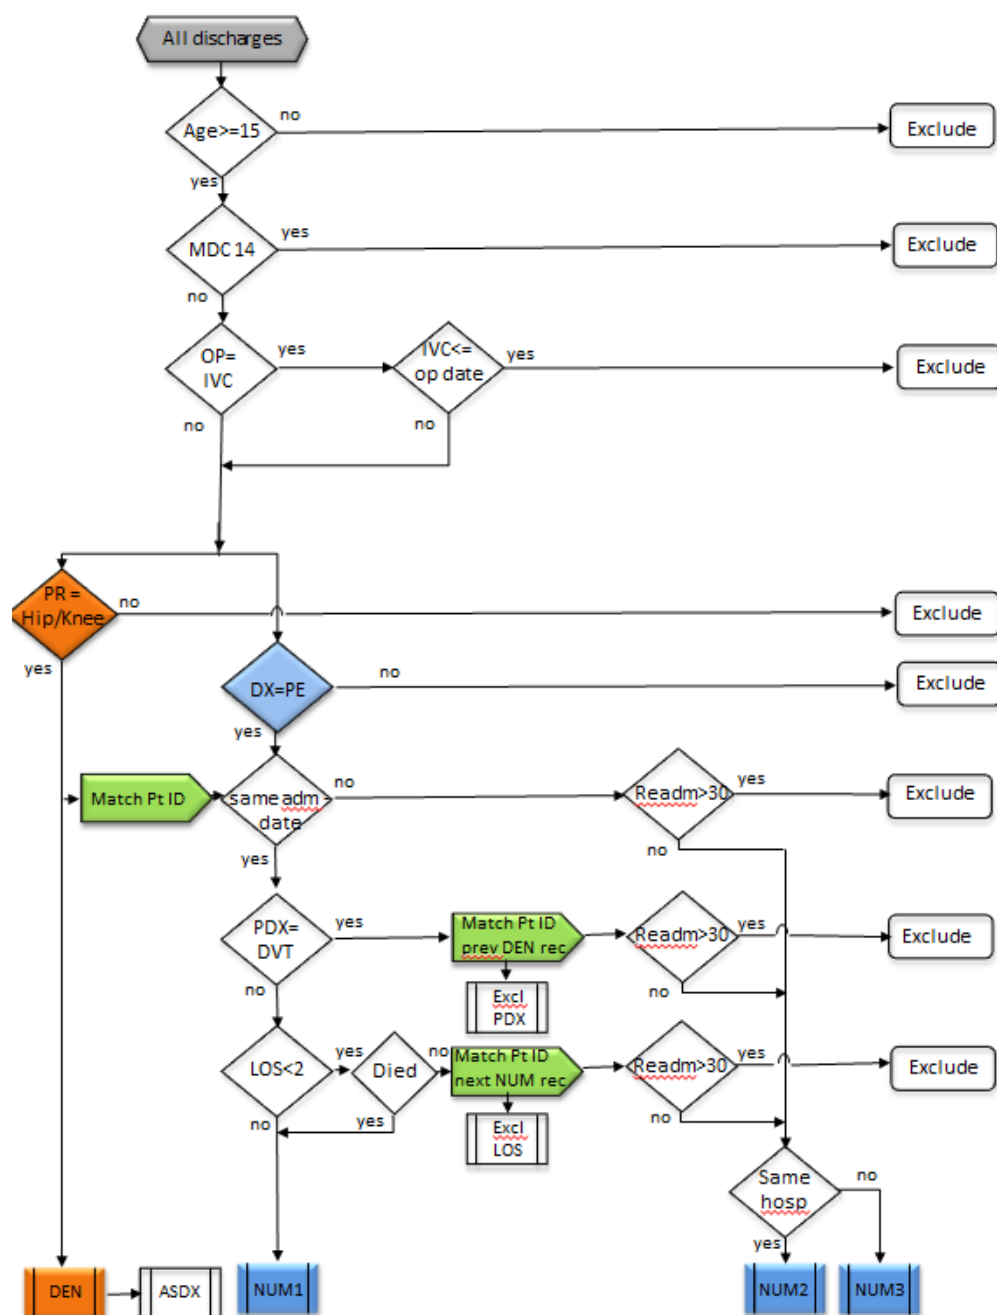 All discharges
Age>=15
no
Exclude
yes
MDC 14
yes
Exclude
no
OP=
IVC
yes
IVC<=
op date
yes
Exclude
no
no
PR =
Hip/Knee
no
Exclude
yes
DX=PE
no
Exclude
yes
Match Pt ID
same adm
date
no
Readm>30
yes
Exclude
no
yes
PDX=
DVT
yes
Match Pt ID
prev DEN rec
Readm>30
yes
Exclude
no
Excl
PDX
no
LOS<2
yes
Died
no
Match Pt ID
next NUM rec
Readm>30
yes
Exclude
no
yes
no
Excl
LOS
Same
hosp
no
yes
DEN
ASDX
NUM1
NUM2
NUM3